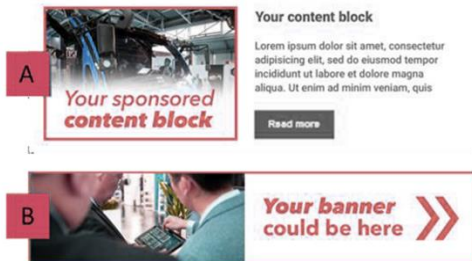 A
Your sponsored
content block
Your content block
Lorem ipsum dolor sit amet, consectetur
adipisicing elit, sed do eiusmod tempor
incididunt ut labore et dolore magna
aliqua. Ut enim ad minim veniam, quis
Read more
B
Your banner
could be here